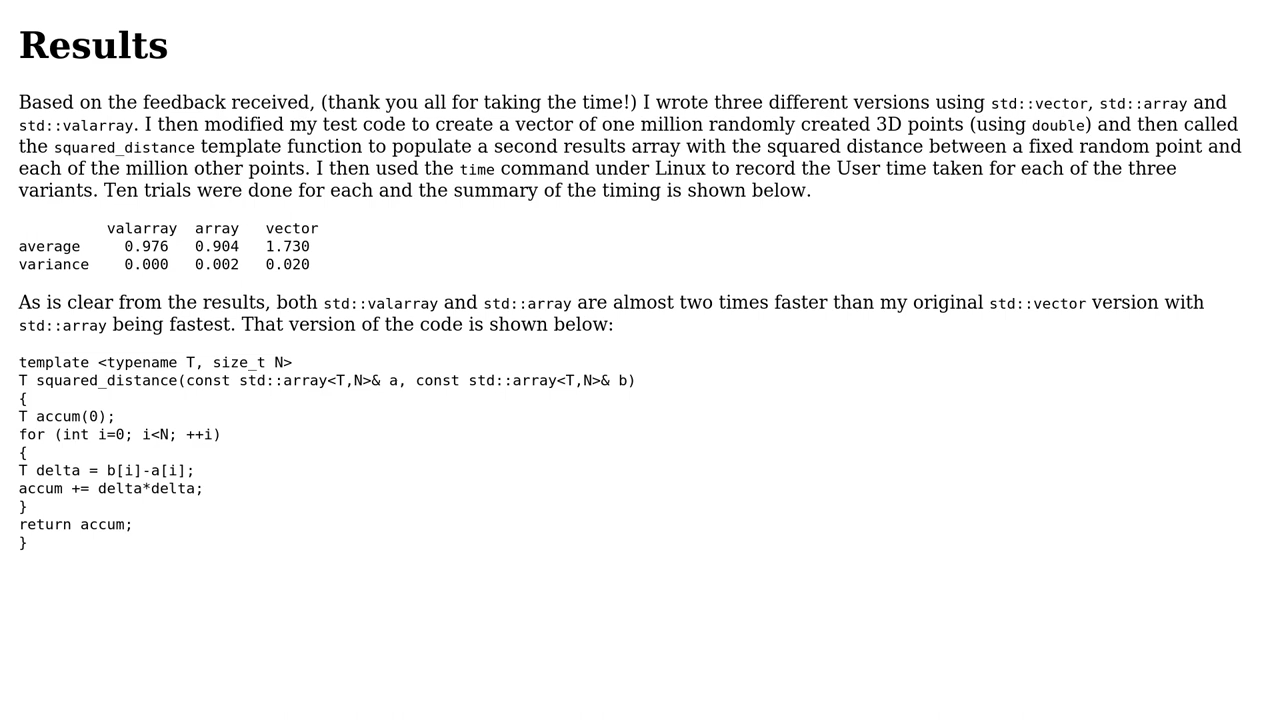 Results
Based on the feedback received, (thank you all for taking the time!) I wrote three different versions using std::vector, std::array and
std::valarray. I then modified my test code to create a vector of one million randomly created 3D points (using double) and then called
the squared_distance template function to populate a second results array with the squared distance between a fixed random point and
each of the million other points. I then used the time command under Linux to record the User time taken for each of the three
variants. Ten trials were done for each and the summary of the timing is shown below.
          valarray  array   vector
average     0.976   0.904   1.730
variance    0.000   0.002   0.020
As is clear from the results, both std::valarray and std::array are almost two times faster than my original std::vector version with
std::array being fastest. That version of the code is shown below:
template <typename T, size_t N>
T squared_distance(const std::array<T,N>& a, const std::array<T,N>& b)
{
T accum(0);
for (int i=0; i<N; ++i)
{
T delta = b[i]-a[i];
accum += delta*delta;
}
return accum;
}